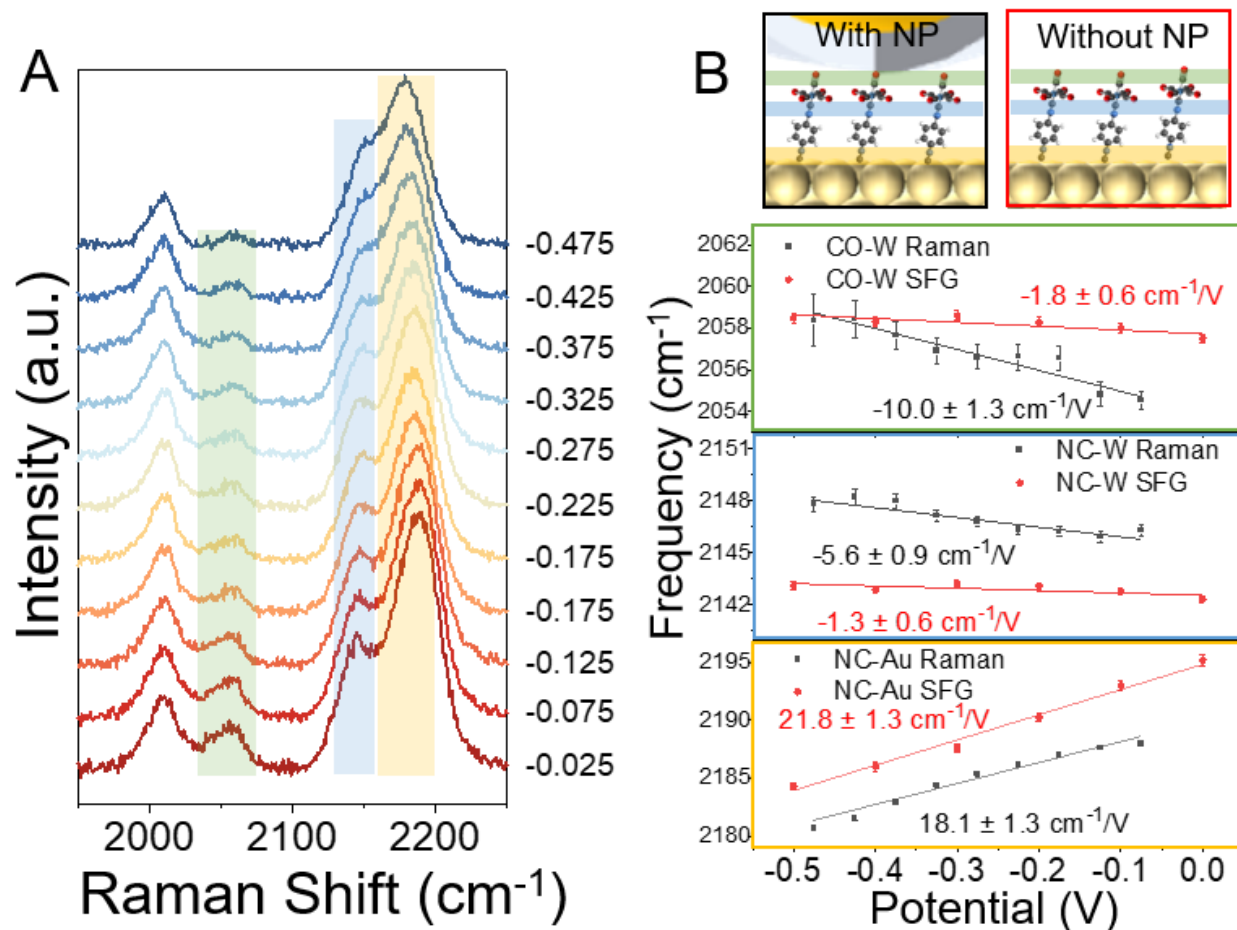 A
Intensity (a.u.)
-0.475
-0.425
-0.375
-0.325
-0.275
-0.225
-0.175
-0.175
-0.125
-0.075
-0.025
2000
2100
2200
Raman Shift (cm⁻¹)
B
With NP
Without NP
Frequency (cm⁻¹)
2062
2060
2058
2056
2054
CO-W Raman
CO-W SFG
-1.8 ± 0.6 cm⁻¹/V
-10.0 ± 1.3 cm⁻¹/V
2151
2148
2145
2142
NC-W Raman
NC-W SFG
-5.6 ± 0.9 cm⁻¹/V
-1.3 ± 0.6 cm⁻¹/V
2195
2190
2185
2180
NC-Au Raman
NC-Au SFG
21.8 ± 1.3 cm⁻¹/V
18.1 ± 1.3 cm⁻¹/V
-0.5
-0.4
-0.3
-0.2
-0.1
0.0
Potential (V)